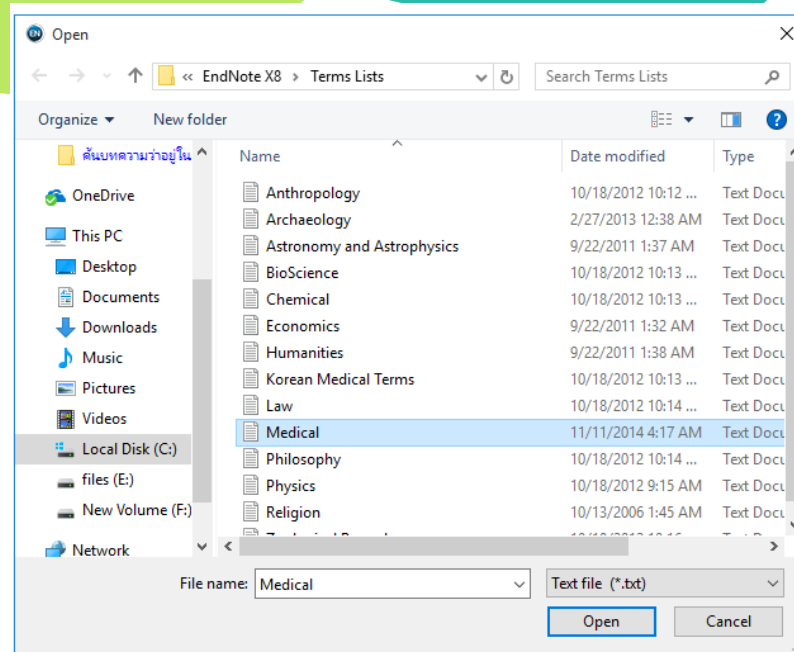 EN Open
« EndNote X8 › Terms Lists Search Terms Lists
Organize New folder ?
ค้นบทความว่าอยู่ใน
OneDrive
This PC
Desktop
Documents
Downloads
Music
Pictures
Videos
Local Disk (C:)
files (E:)
New Volume (F:)
Network
Name Date modified Type
Anthropology 10/18/2012 10:12 ... Text Docu
Archaeology 2/27/2013 12:38 AM Text Docu
Astronomy and Astrophysics 9/22/2011 1:37 AM Text Docu
BioScience 10/18/2012 10:13 ... Text Docu
Chemical 10/18/2012 10:13 ... Text Docu
Economics 9/22/2011 1:32 AM Text Docu
Humanities 9/22/2011 1:38 AM Text Docu
Korean Medical Terms 10/18/2012 10:13 ... Text Docu
Law 10/18/2012 10:14 ... Text Docu
Medical 11/11/2014 4:17 AM Text Docu
Philosophy 10/18/2012 10:14 ... Text Docu
Physics 10/18/2012 9:15 AM Text Docu
Religion 10/13/2006 1:45 AM Text Docu
File name: Medical Text file (*.txt)
Open Cancel